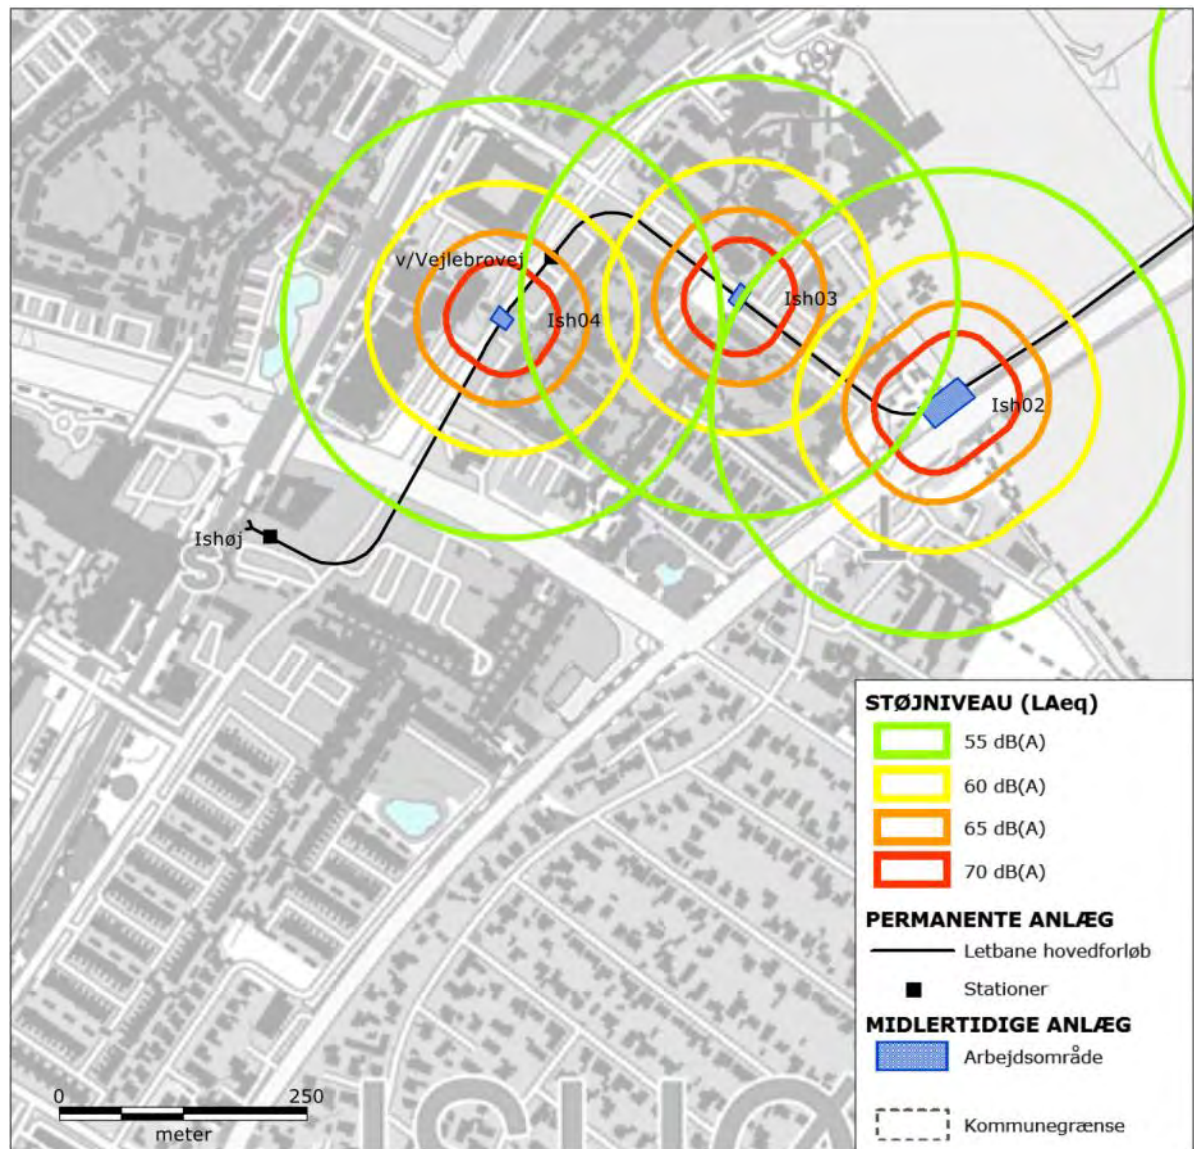 v/Vejlebrovej
Ish04
Ish03
Ish02
Ishøj
S
STØJNIVEAU (LAeq)
55 dB(A)
60 dB(A)
65 dB(A)
70 dB(A)
PERMANENTE ANLÆG
Letbane hovedforløb
Stationer
MIDLERTIDIGE ANLÆG
Arbejdsområde
Kommunegrænse
0 250
meter